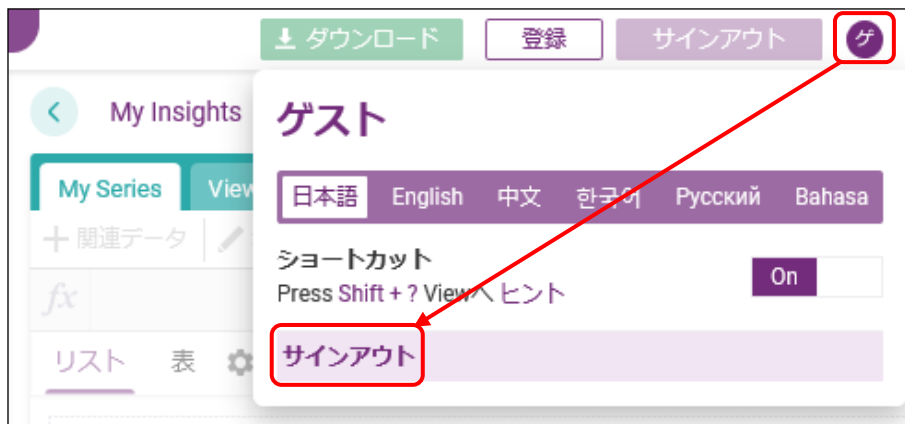 ダウンロード 登録 サインアウト ゲ
My Insights
ゲスト
My Series View
日本語 English 中文 한국어 Русский Bahasa
関連データ
ショートカット
Press Shift + ? Viewへ ヒント
On
fx
サインアウト
リスト 表